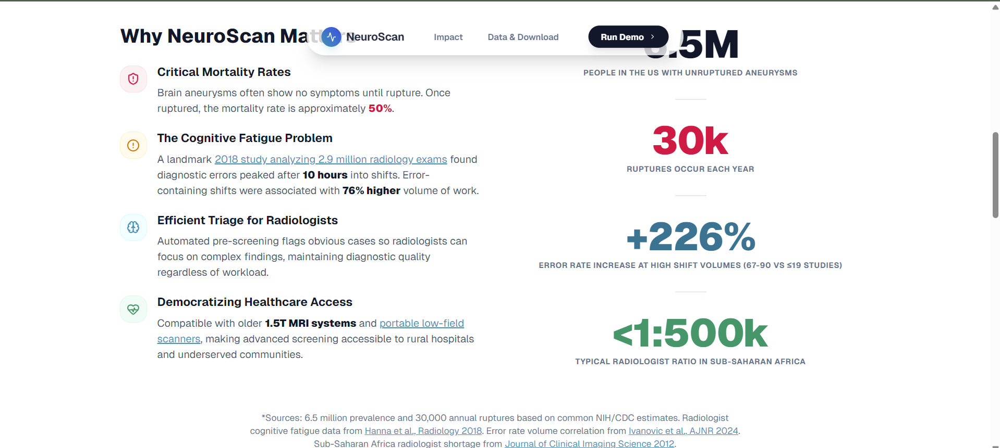 NeuroScan
Impact
Data & Download
Run Demo
Why NeuroScan Matters
Critical Mortality Rates
Brain aneurysms often show no symptoms until rupture. Once
ruptured, the mortality rate is approximately 50%.
The Cognitive Fatigue Problem
A landmark 2018 study analyzing 2.9 million radiology exams found
diagnostic errors peaked after 10 hours into shifts. Error-
containing shifts were associated with 76% higher volume of work.
Efficient Triage for Radiologists
Automated pre-screening flags obvious cases so radiologists can
focus on complex findings, maintaining diagnostic quality
regardless of workload.
Democratizing Healthcare Access
Compatible with older 1.5T MRI systems and portable low-field
scanners, making advanced screening accessible to rural hospitals
and underserved communities.
6.5M
PEOPLE IN THE US WITH UNRUPTURED ANEURYSMS
30k
RUPTURES OCCUR EACH YEAR
+226%
ERROR RATE INCREASE AT HIGH SHIFT VOLUMES (67-90 VS ≤19 STUDIES)
<1:500k
TYPICAL RADIOLOGIST RATIO IN SUB-SAHARAN AFRICA
*Sources: 6.5 million prevalence and 30,000 annual ruptures based on common NIH/CDC estimates. Radiologist
cognitive fatigue data from Hanna et al., Radiology 2018. Error rate volume correlation from Ivanovic et al., AJNR 2024.
Sub-Saharan Africa radiologist shortage from Journal of Clinical Imaging Science 2012.